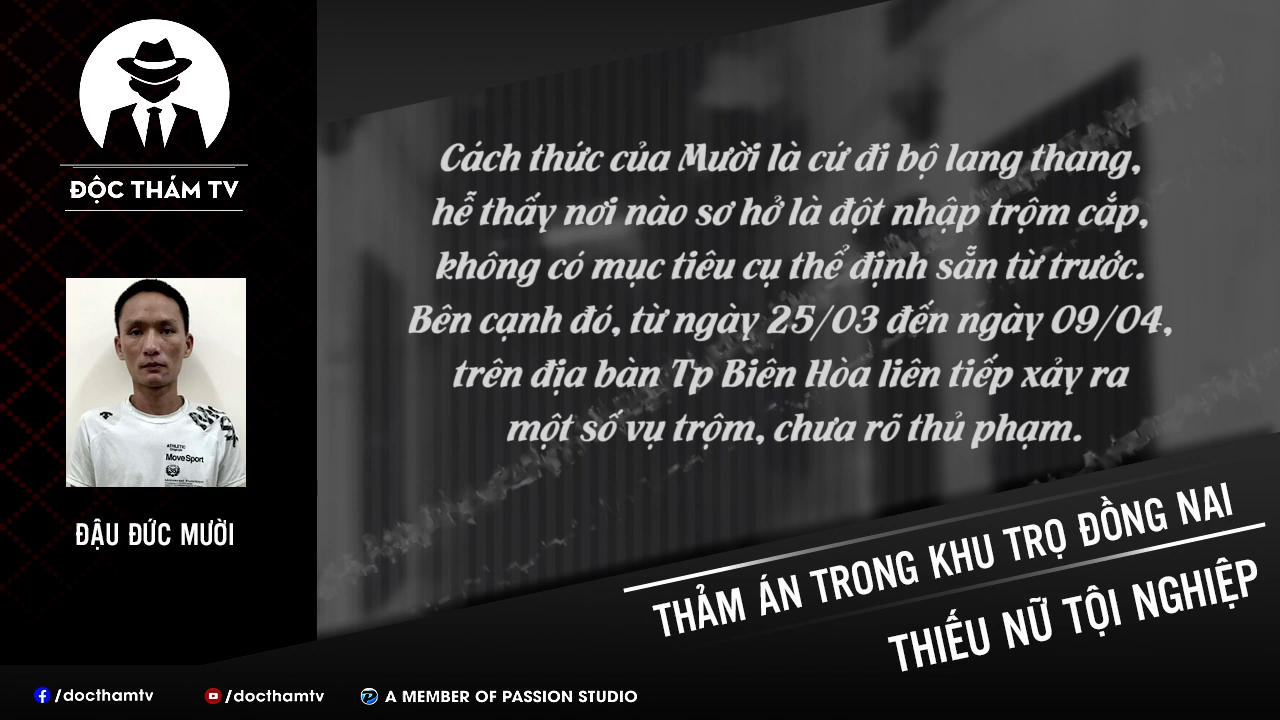 ĐỘC THÁM TV
ATHLETIC
MoveSport
ĐẬU ĐỨC MƯỜI
Cách thức của Mười là cứ đi bộ lang thang,
hễ thấy nơi nào sơ hở là đột nhập trộm cắp,
không có mục tiêu cụ thể định sẵn từ trước.
Bên cạnh đó, từ ngày 25/03 đến ngày 09/04,
trên địa bàn Tp Biên Hòa liên tiếp xảy ra
một số vụ trộm, chưa rõ thủ phạm.
THẢM ÁN TRONG KHU TRỌ ĐỒNG NAI
THIẾU NỮ TỘI NGHIỆP
/docthamtv
/docthamtv
A MEMBER OF PASSION STUDIO